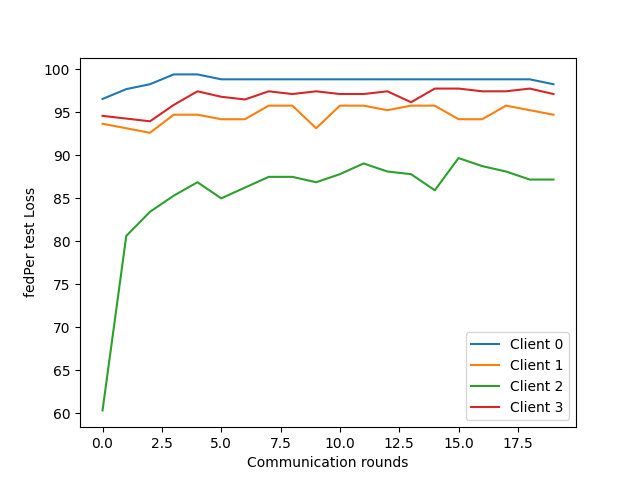 fedPer test Loss
100
95
90
85
80
75
70
65
60
0.0 2.5 5.0 7.5 10.0 12.5 15.0 17.5
Communication rounds
Client 0
Client 1
Client 2
Client 3